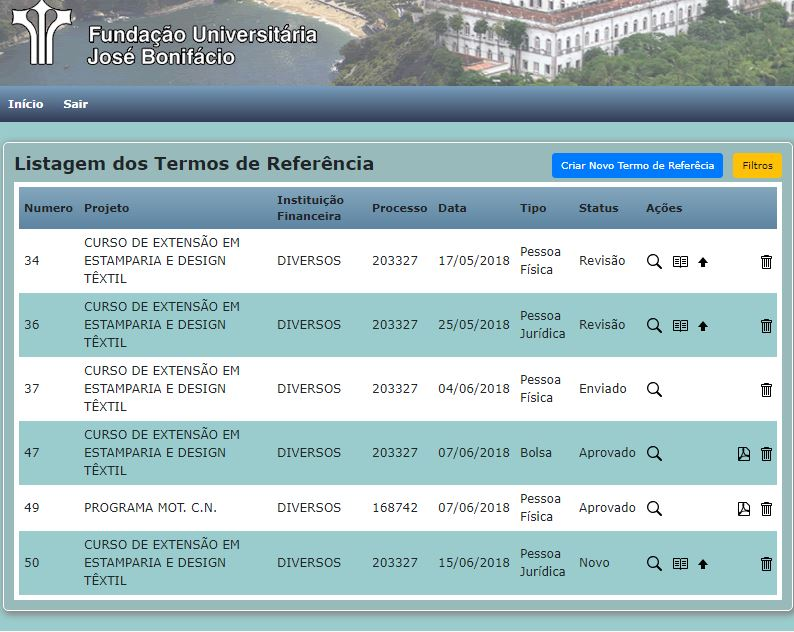 Fundação Universitária
José Bonifácio
Início Sair
Listagem dos Termos de Referência
Criar Novo Termo de Referêcia
Filtros
Numero Projeto Instituição Financeira Processo Data Tipo Status Ações
34 CURSO DE EXTENSÃO EM ESTAMPARIA E DESIGN TÊXTIL DIVERSOS 203327 17/05/2018 Pessoa Física Revisão
36 CURSO DE EXTENSÃO EM ESTAMPARIA E DESIGN TÊXTIL DIVERSOS 203327 25/05/2018 Pessoa Jurídica Revisão
37 CURSO DE EXTENSÃO EM ESTAMPARIA E DESIGN TÊXTIL DIVERSOS 203327 04/06/2018 Pessoa Física Enviado
47 CURSO DE EXTENSÃO EM ESTAMPARIA E DESIGN TÊXTIL DIVERSOS 203327 07/06/2018 Bolsa Aprovado
49 PROGRAMA MOT. C.N. DIVERSOS 168742 07/06/2018 Pessoa Física Aprovado
50 CURSO DE EXTENSÃO EM ESTAMPARIA E DESIGN TÊXTIL DIVERSOS 203327 15/06/2018 Pessoa Jurídica Novo